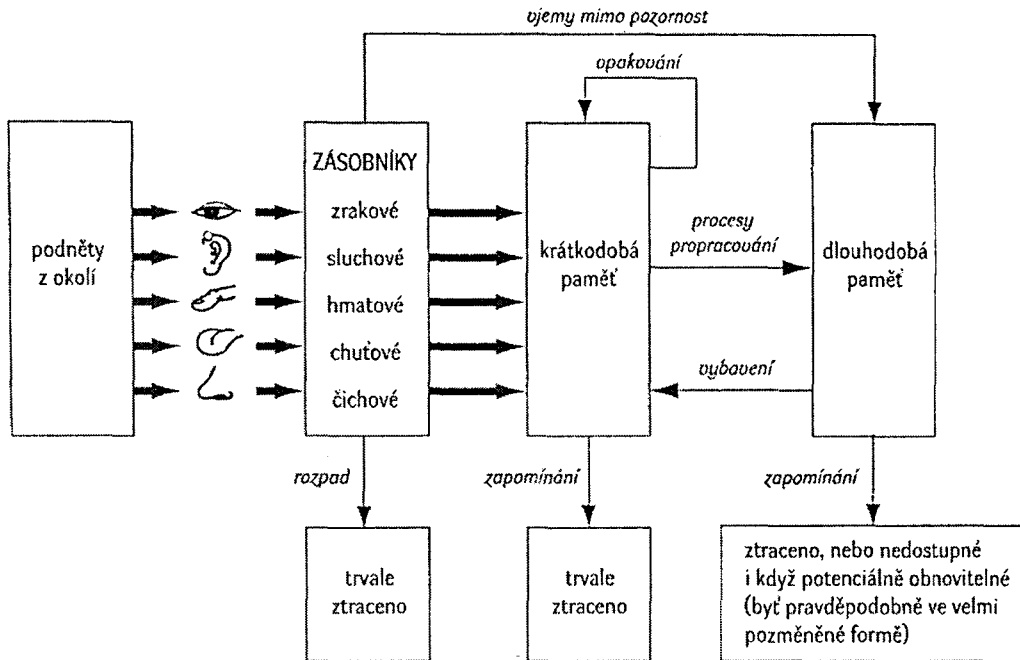 vjemy mimo pozornost
opakování
podněty
z okolí
ZÁSOBNÍKY
zrakové
sluchové
hmatové
chuťové
čichové
krátkodobá
paměť
procesy
propracování
vybavení
dlouhodobá
paměť
rozpad
zapomínání
zapomínání
trvale
ztraceno
trvale
ztraceno
ztraceno, nebo nedostupné
i když potenciálně obnovitelné
(byť pravděpodobně ve velmi
pozměněné formě)